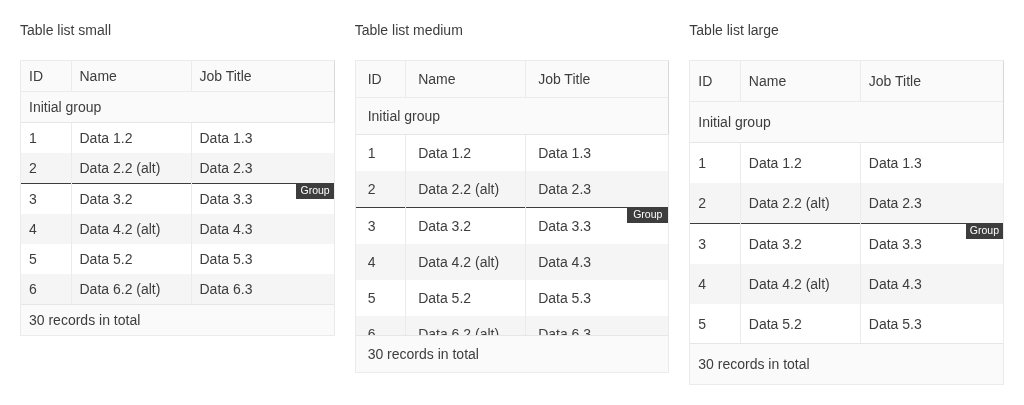 Table list small
ID Name Job Title
Initial group
1 Data 1.2 Data 1.3
2 Data 2.2 (alt) Data 2.3
Group
3 Data 3.2 Data 3.3
4 Data 4.2 (alt) Data 4.3
5 Data 5.2 Data 5.3
6 Data 6.2 (alt) Data 6.3
30 records in total
Table list medium
ID Name Job Title
Initial group
1 Data 1.2 Data 1.3
2 Data 2.2 (alt) Data 2.3
Group
3 Data 3.2 Data 3.3
4 Data 4.2 (alt) Data 4.3
5 Data 5.2 Data 5.3
6 Data 6.2 (alt) Data 6.3
30 records in total
Table list large
ID Name Job Title
Initial group
1 Data 1.2 Data 1.3
2 Data 2.2 (alt) Data 2.3
Group
3 Data 3.2 Data 3.3
4 Data 4.2 (alt) Data 4.3
5 Data 5.2 Data 5.3
30 records in total